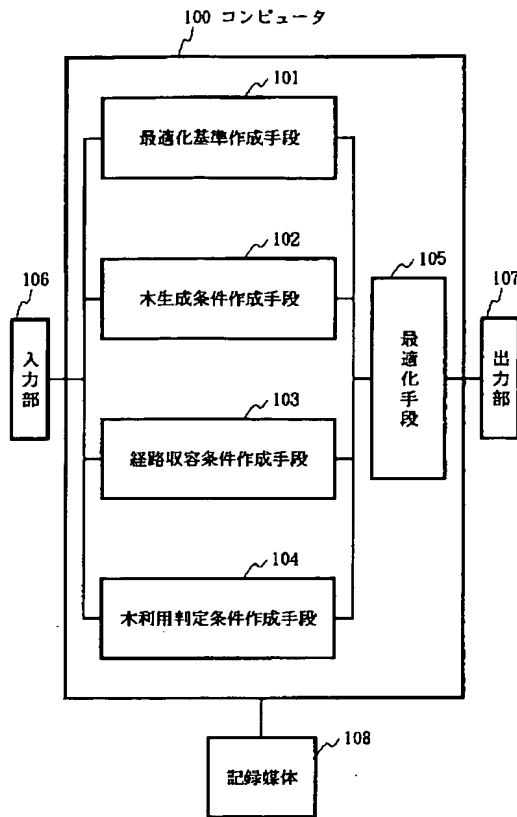 100 コンピュータ
101
最適化基準作成手段
102
木生成条件作成手段
103
経路収容条件作成手段
104
木利用判定条件作成手段
105
最適化手段
106
入力部
107
出力部
108
記録媒体